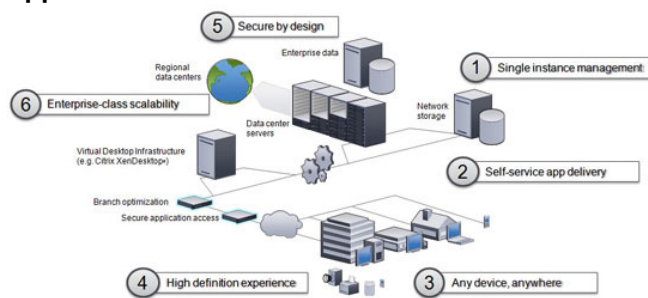 5 Secure by design
Enterprise data
Regional
data centers
1 Single instance management
6 Enterprise-class scalability
Data center
servers
Network
storage
Virtual Desktop Infrastructure
(e.g. Citrix XenDesktop®)
2 Self-service app delivery
Branch optimization
Secure application access
4 High definition experience
3 Any device, anywhere